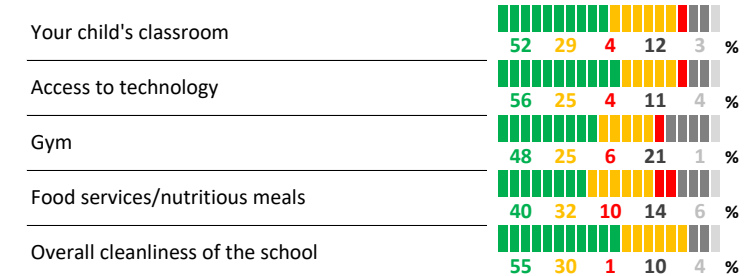 Your child's classroom
52 29 4 12 3 %
Access to technology
56 25 4 11 4 %
Gym
48 25 6 21 1 %
Food services/nutritious meals
40 32 10 14 6 %
Overall cleanliness of the school
55 30 1 10 4 %